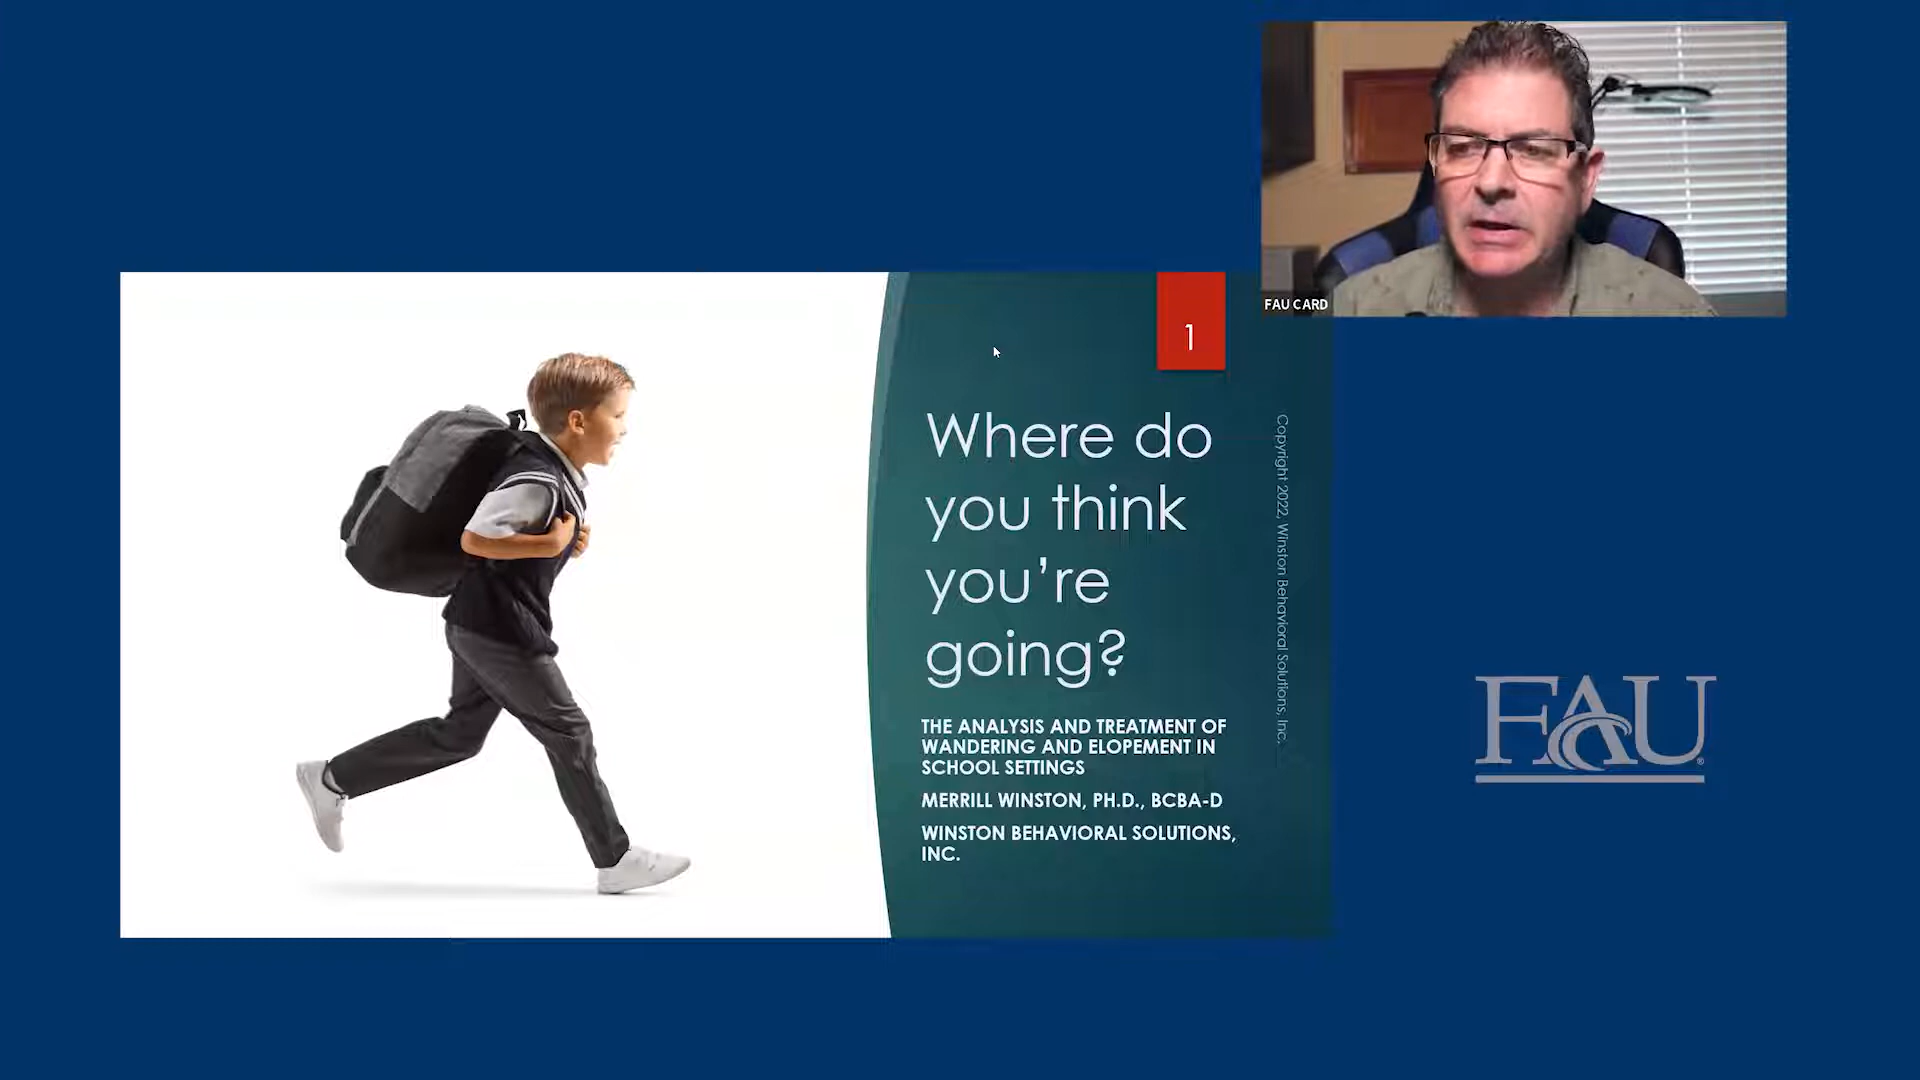 FAU CARD
1
Where do
you think
you’re
going?
THE ANALYSIS AND TREATMENT OF
WANDERING AND ELOPEMENT IN
SCHOOL SETTINGS
MERRILL WINSTON, PH.D., BCBA-D
WINSTON BEHAVIORAL SOLUTIONS,
INC.
Copyright 2022, Winston Behavioral Solutions, Inc.
FAU®